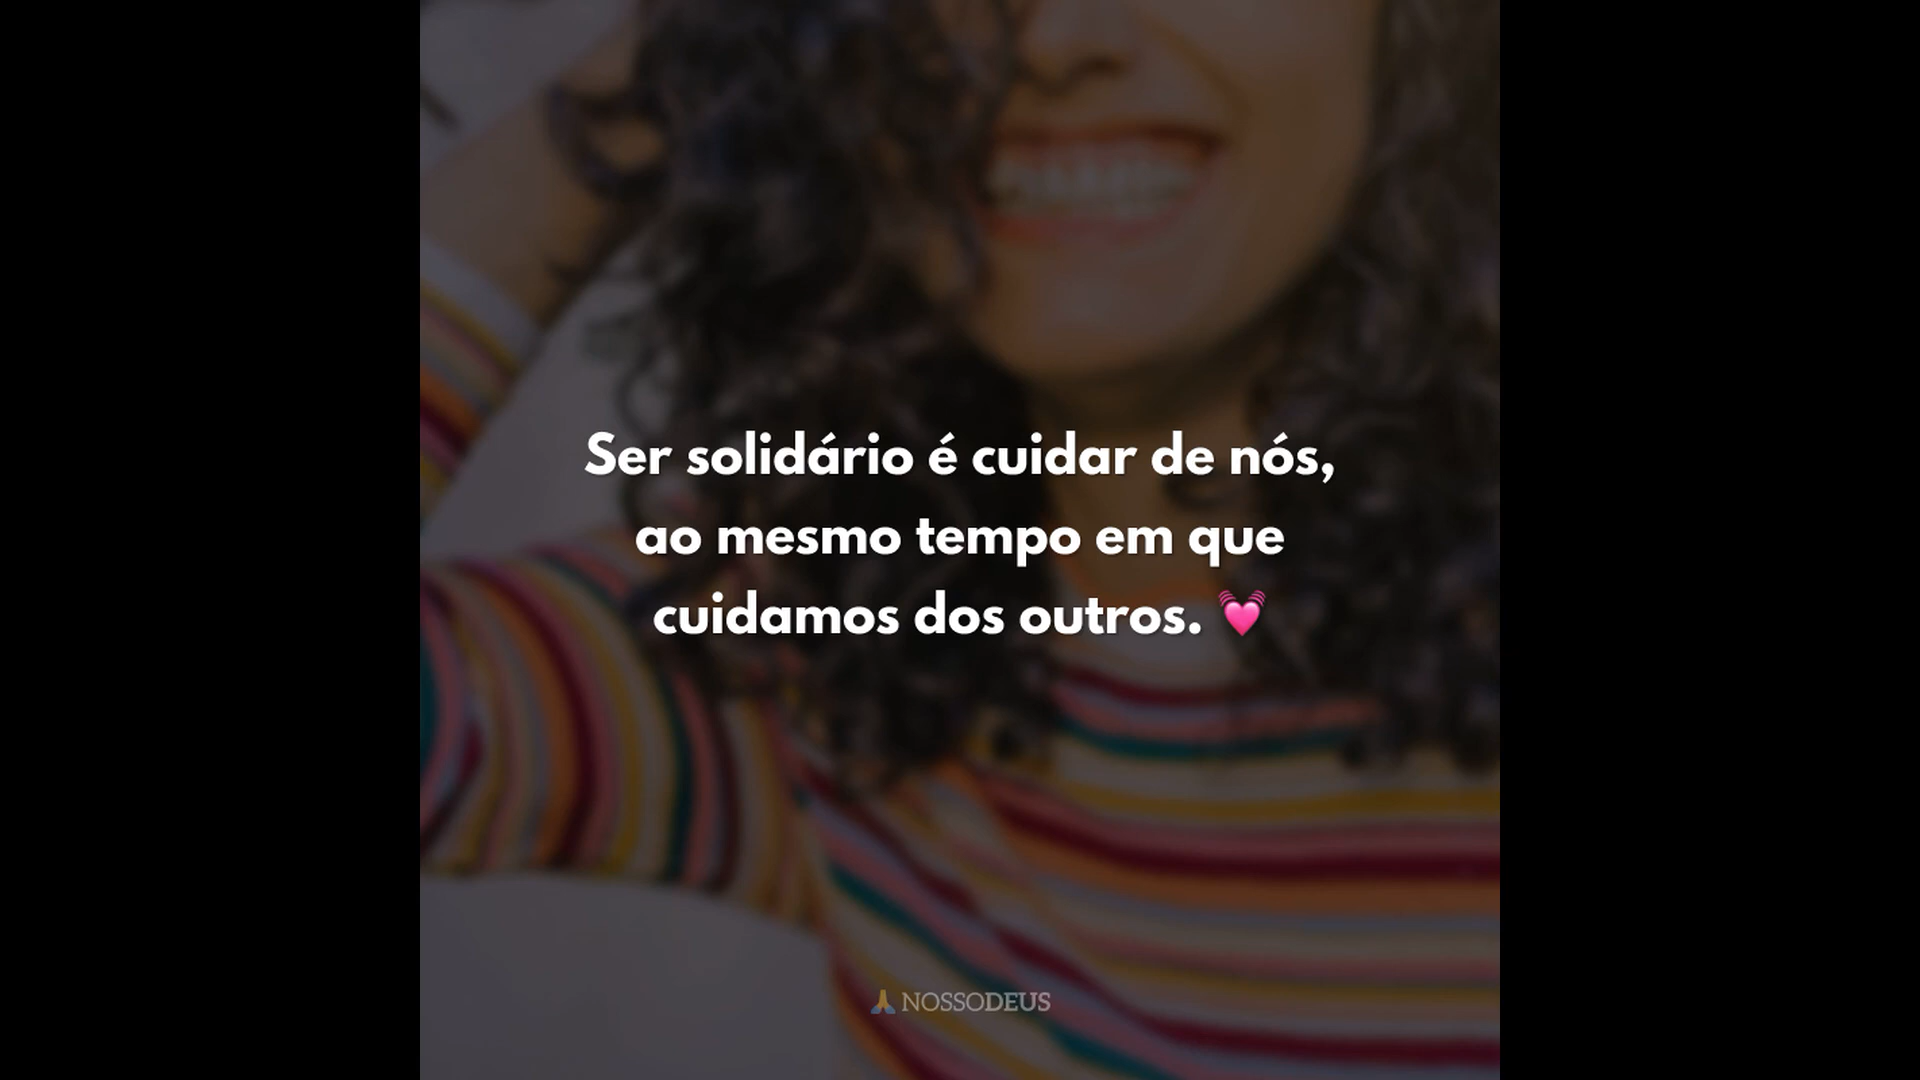 Ser solidário é cuidar de nós,
ao mesmo tempo em que
cuidamos dos outros. 💓
🙏 NOSSODEUS